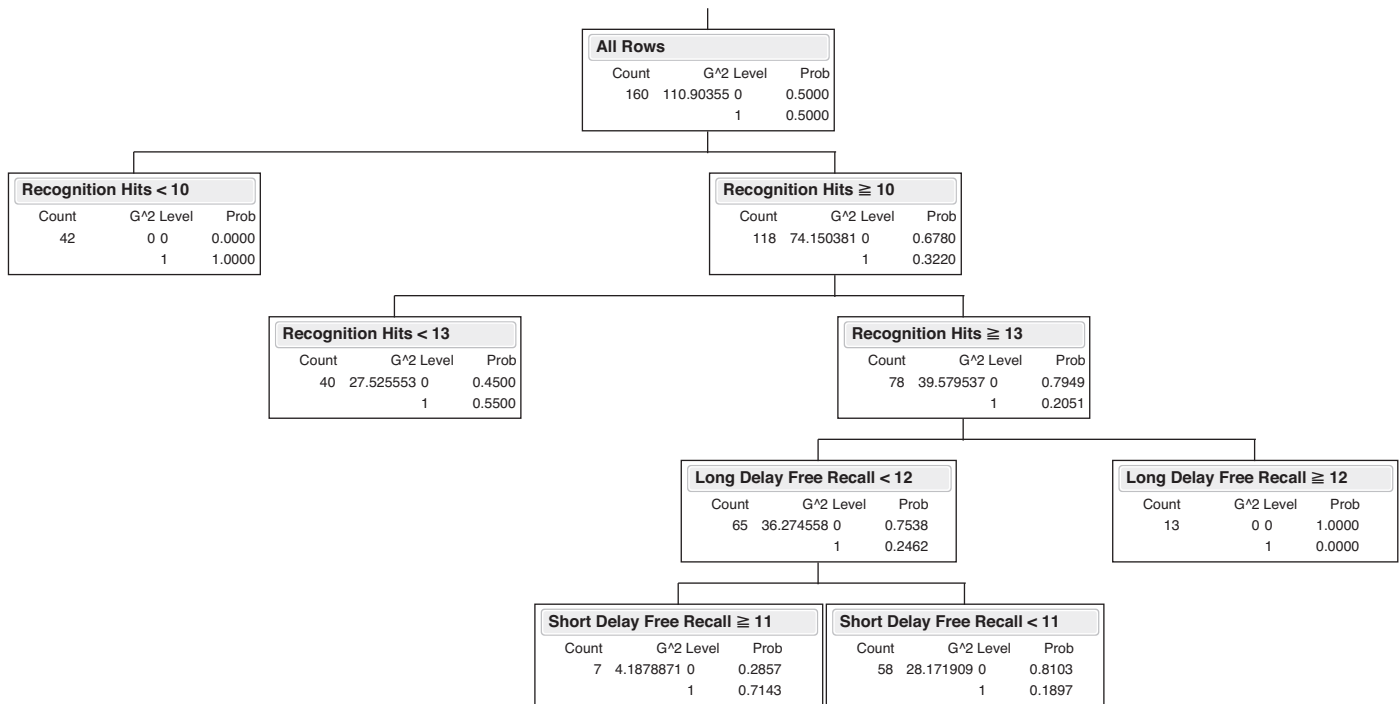 All Rows
Count G^2 Level Prob
160 110.90355 0 0.5000
1 0.5000
Recognition Hits < 10
Count G^2 Level Prob
42 0 0 0.0000
1 1.0000
Recognition Hits ≧ 10
Count G^2 Level Prob
118 74.150381 0 0.6780
1 0.3220
Recognition Hits < 13
Count G^2 Level Prob
40 27.525553 0 0.4500
1 0.5500
Recognition Hits ≧ 13
Count G^2 Level Prob
78 39.579537 0 0.7949
1 0.2051
Long Delay Free Recall < 12
Count G^2 Level Prob
65 36.274558 0 0.7538
1 0.2462
Long Delay Free Recall ≧ 12
Count G^2 Level Prob
13 0 0 1.0000
1 0.0000
Short Delay Free Recall ≧ 11
Count G^2 Level Prob
7 4.1878871 0 0.2857
1 0.7143
Short Delay Free Recall < 11
Count G^2 Level Prob
58 28.171909 0 0.8103
1 0.1897